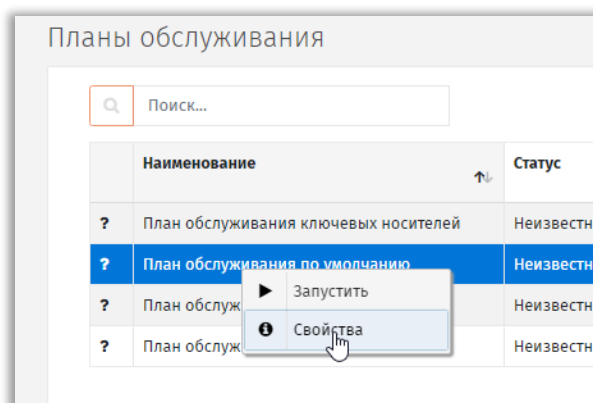 Планы обслуживания
Поиск...
Наименование Статус
? План обслуживания ключевых носителей Неизвестн
? План обслуживания по умолчанию Неизвестн
Запустить
? План обслуж Неизвестн
Свойства
? План обслуж Неизвестн